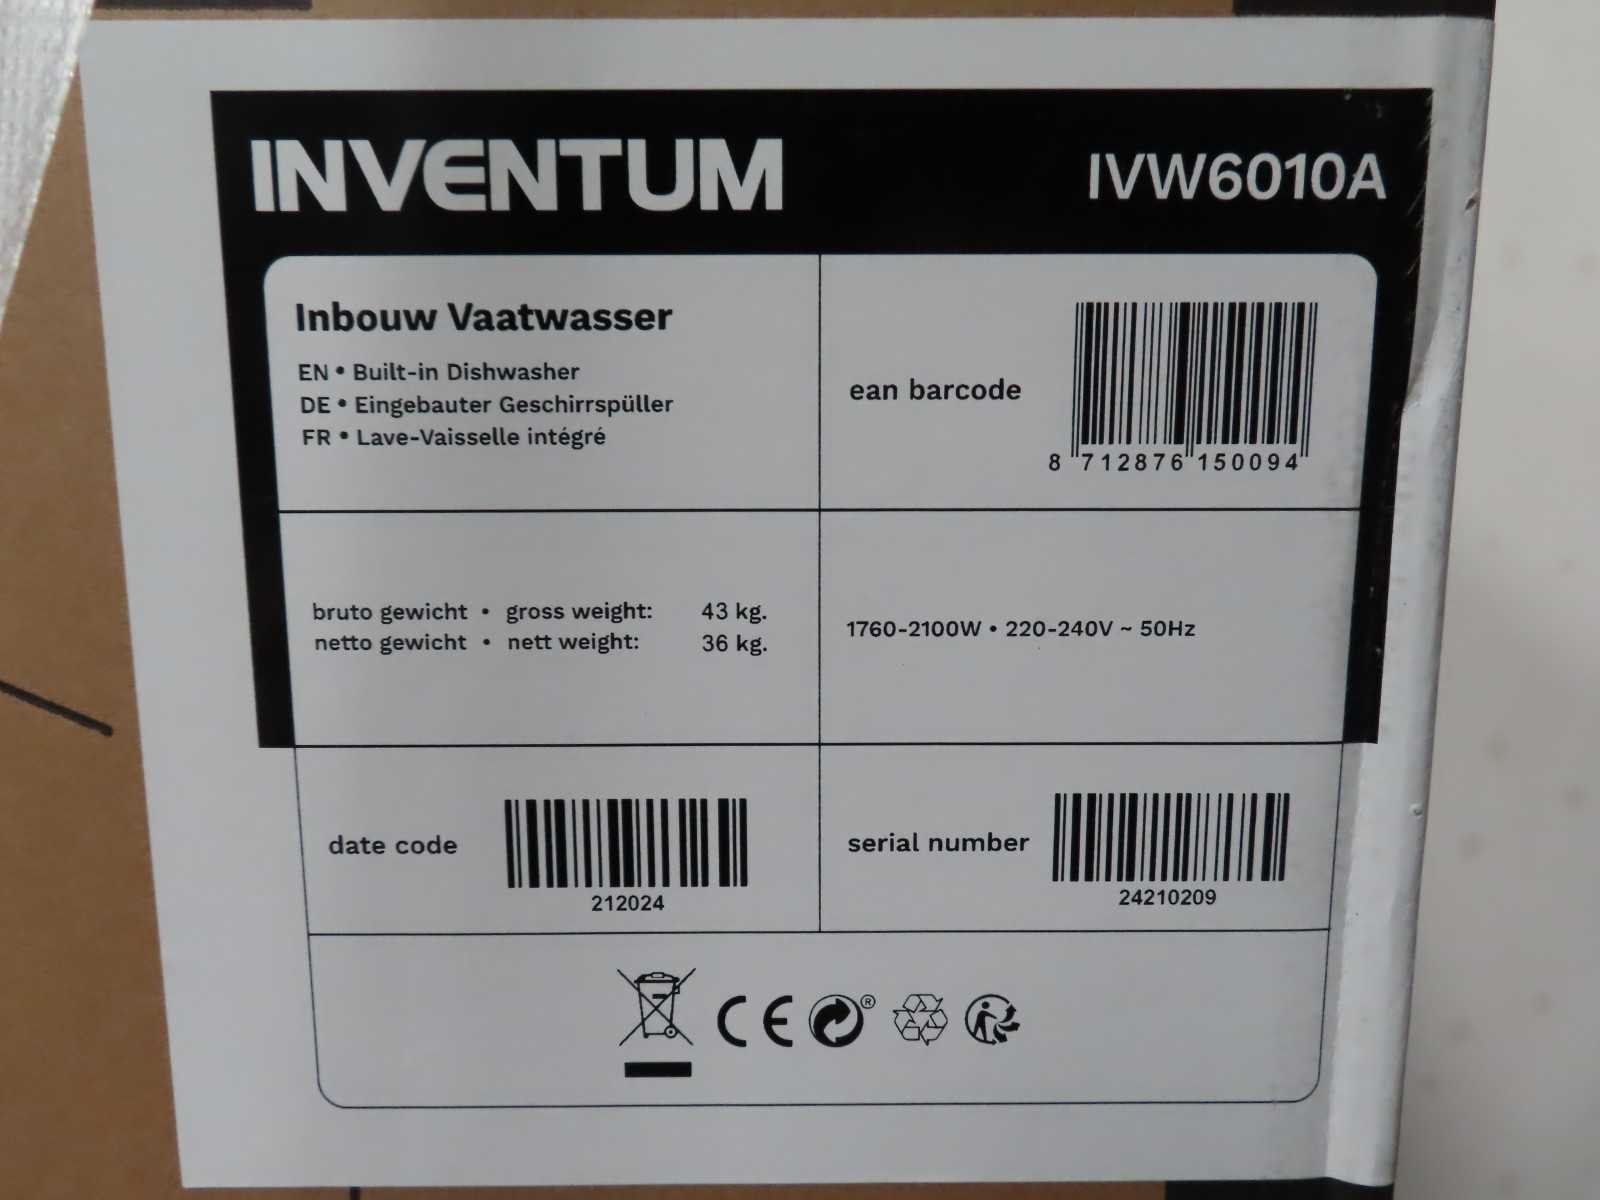 INVENTUM IVW6010A
Inbouw Vaatwasser
EN • Built-in Dishwasher
DE • Eingebauter Geschirrspüller
FR • Lave-Vaisselle intégré
ean barcode
8 712876 150094
bruto gewicht • gross weight: 43 kg.
netto gewicht • nett weight: 36 kg.
1760-2100W • 220-240V ~ 50Hz
date code
212024
serial number
24210209
CE ®